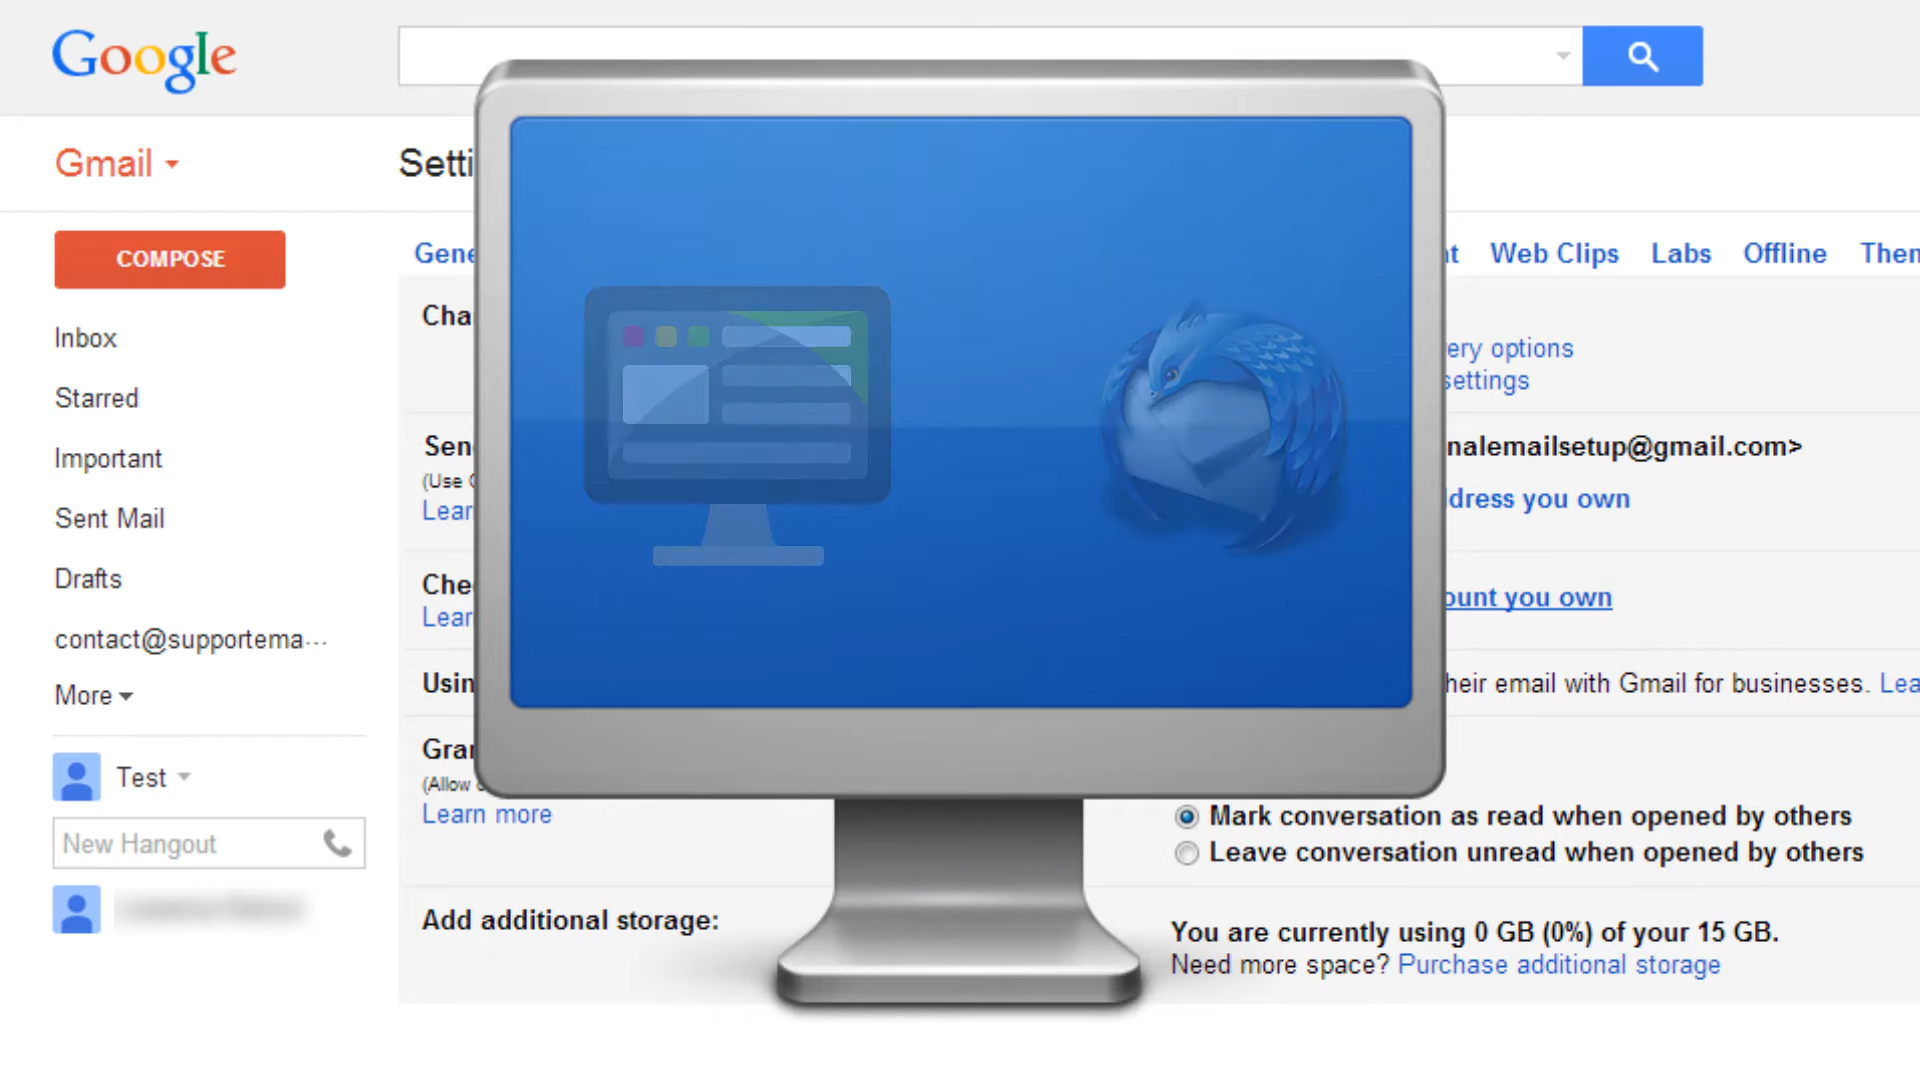 Google
Gmail
Setti
COMPOSE
Gene
Web Clips
Labs
Offline
Them
Inbox
Starred
Important
Sent Mail
Drafts
contact@supportema...
More
Test
New Hangout
Cha
ery options
settings
Sen
nalemailsetup@gmail.com>
(Use
Lear
ddress you own
Che
Lear
ount you own
Usin
heir email with Gmail for businesses. Lea
Gran
(Allow
Learn more
Mark conversation as read when opened by others
Leave conversation unread when opened by others
Add additional storage:
You are currently using 0 GB (0%) of your 15 GB.
Need more space? Purchase additional storage